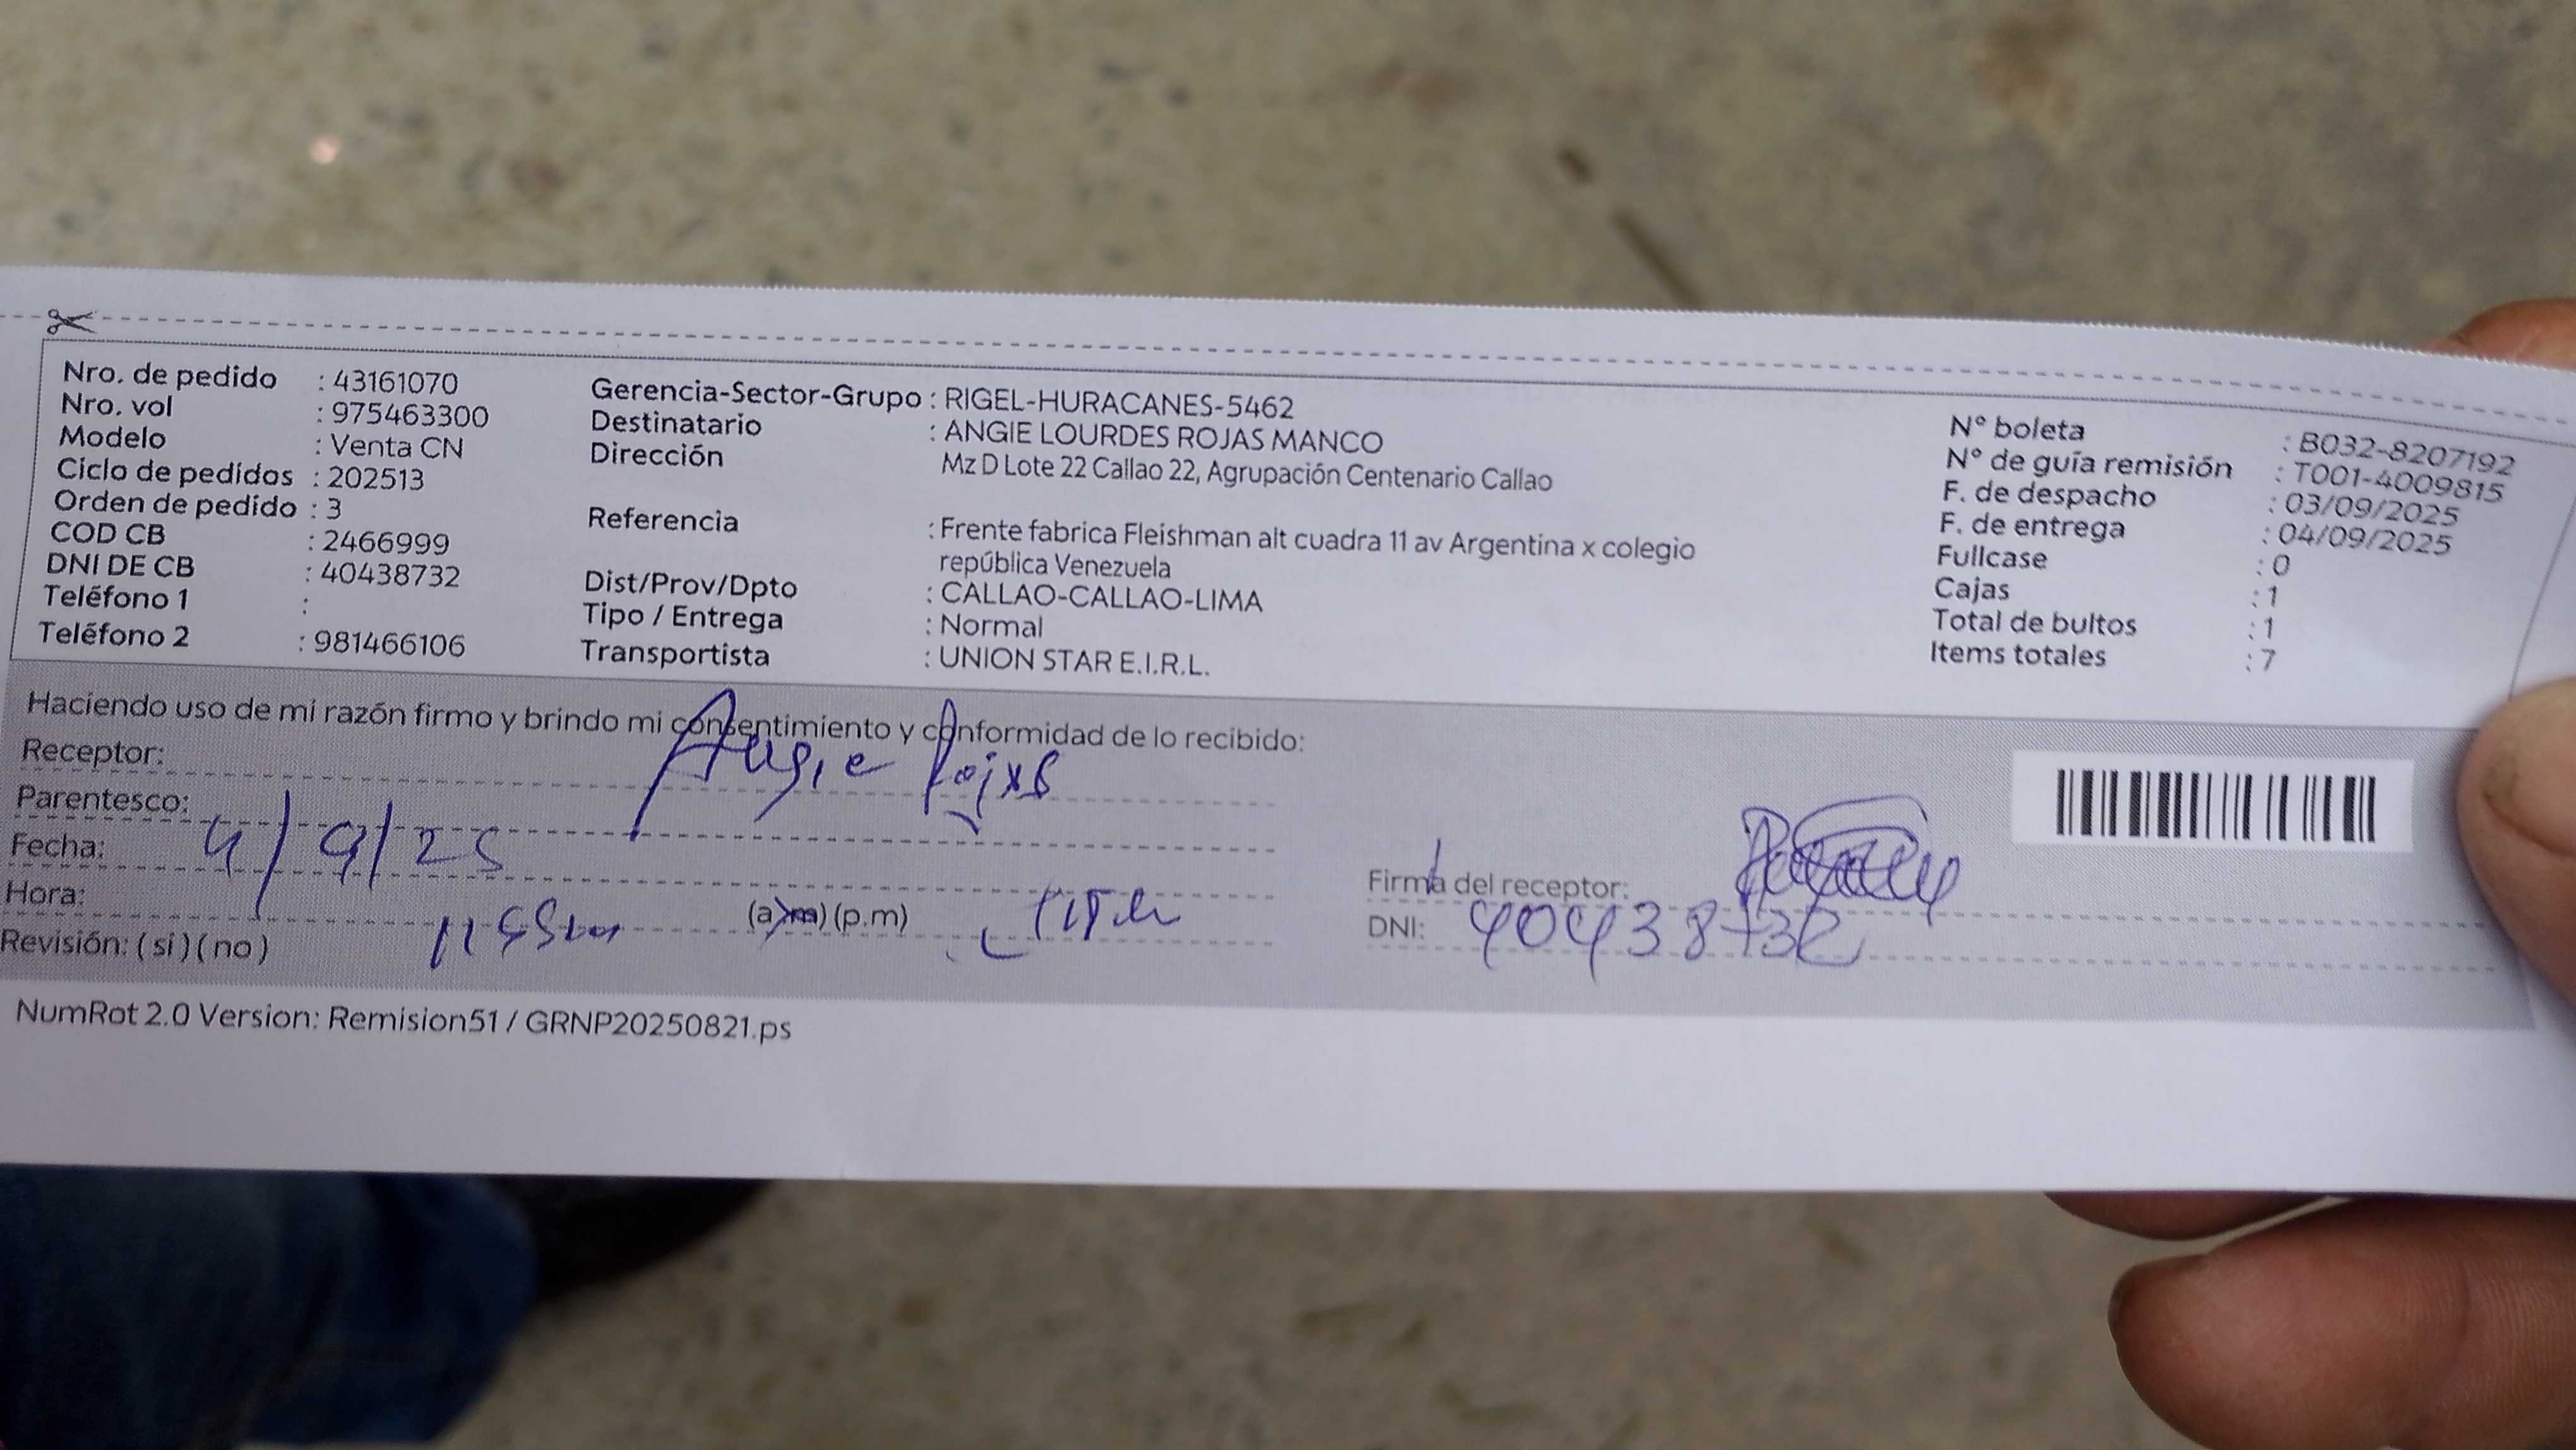 Nro. de pedido : 43161070
Nro. vol : 975463300
Modelo : Venta CN
Ciclo de pedidos : 202513
Orden de pedido : 3
COD CB : 2466999
DNI DE CB : 40438732
Teléfono 1 :
Teléfono 2 : 981466106
Gerencia-Sector-Grupo : RIGEL-HURACANES-5462
Destinatario : ANGIE LOURDES ROJAS MANCO
Dirección Mz D Lote 22 Callao 22, Agrupación Centenario Callao
Referencia : Frente fabrica Fleishman alt cuadra 11 av Argentina x colegio
república Venezuela
Dist/Prov/Dpto : CALLAO-CALLAO-LIMA
Tipo / Entrega : Normal
Transportista : UNION STAR E.I.R.L.
N° boleta : B032-8207192
N° de guía remisión : T001-4009815
F. de despacho : 03/09/2025
F. de entrega : 04/09/2025
Fullcase : 0
Cajas : 1
Total de bultos : 1
Items totales : 7
Haciendo uso de mi razón firmo y brindo mi consentimiento y conformidad de lo recibido:
Receptor: Angie Rojas
Parentesco:
Fecha: 4/9/25
Hora: (a.m) (p.m)
Revisión: (si) (no)
Firma del receptor:
DNI: 40438732
NumRot 2.0 Version: Remision51 / GRNP20250821.ps